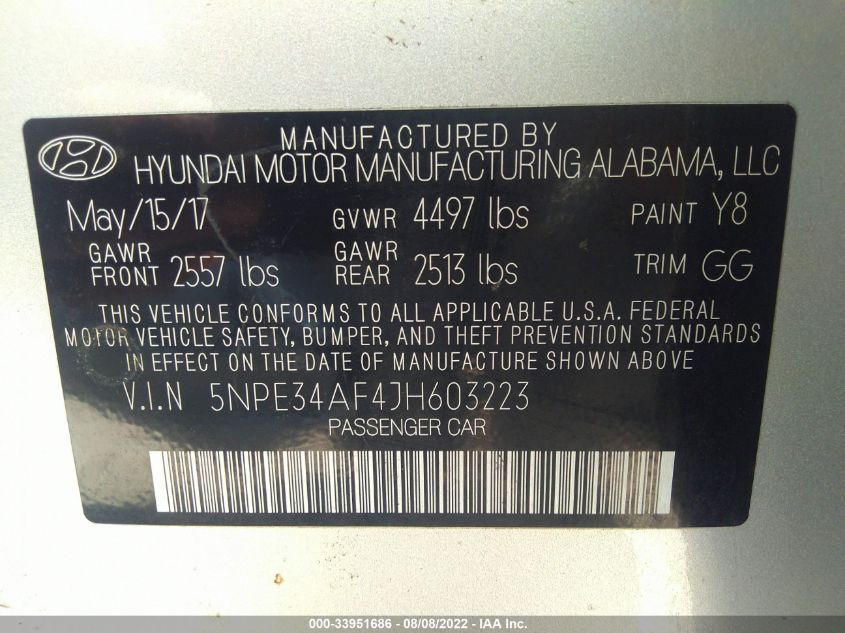 MANUFACTURED BY
HYUNDAI MOTOR MANUFACTURING ALABAMA, LLC
May/15/17 GVWR 4497 lbs PAINT Y8
GAWR FRONT 2557 lbs GAWR REAR 2513 lbs TRIM GG
THIS VEHICLE CONFORMS TO ALL APPLICABLE U.S.A. FEDERAL
MOTOR VEHICLE SAFETY, BUMPER, AND THEFT PREVENTION STANDARDS
IN EFFECT ON THE DATE OF MANUFACTURE SHOWN ABOVE
V.I.N 5NPE34AF4JH603223
PASSENGER CAR
000-33951686 - 08/08/2022 - IAA Inc.